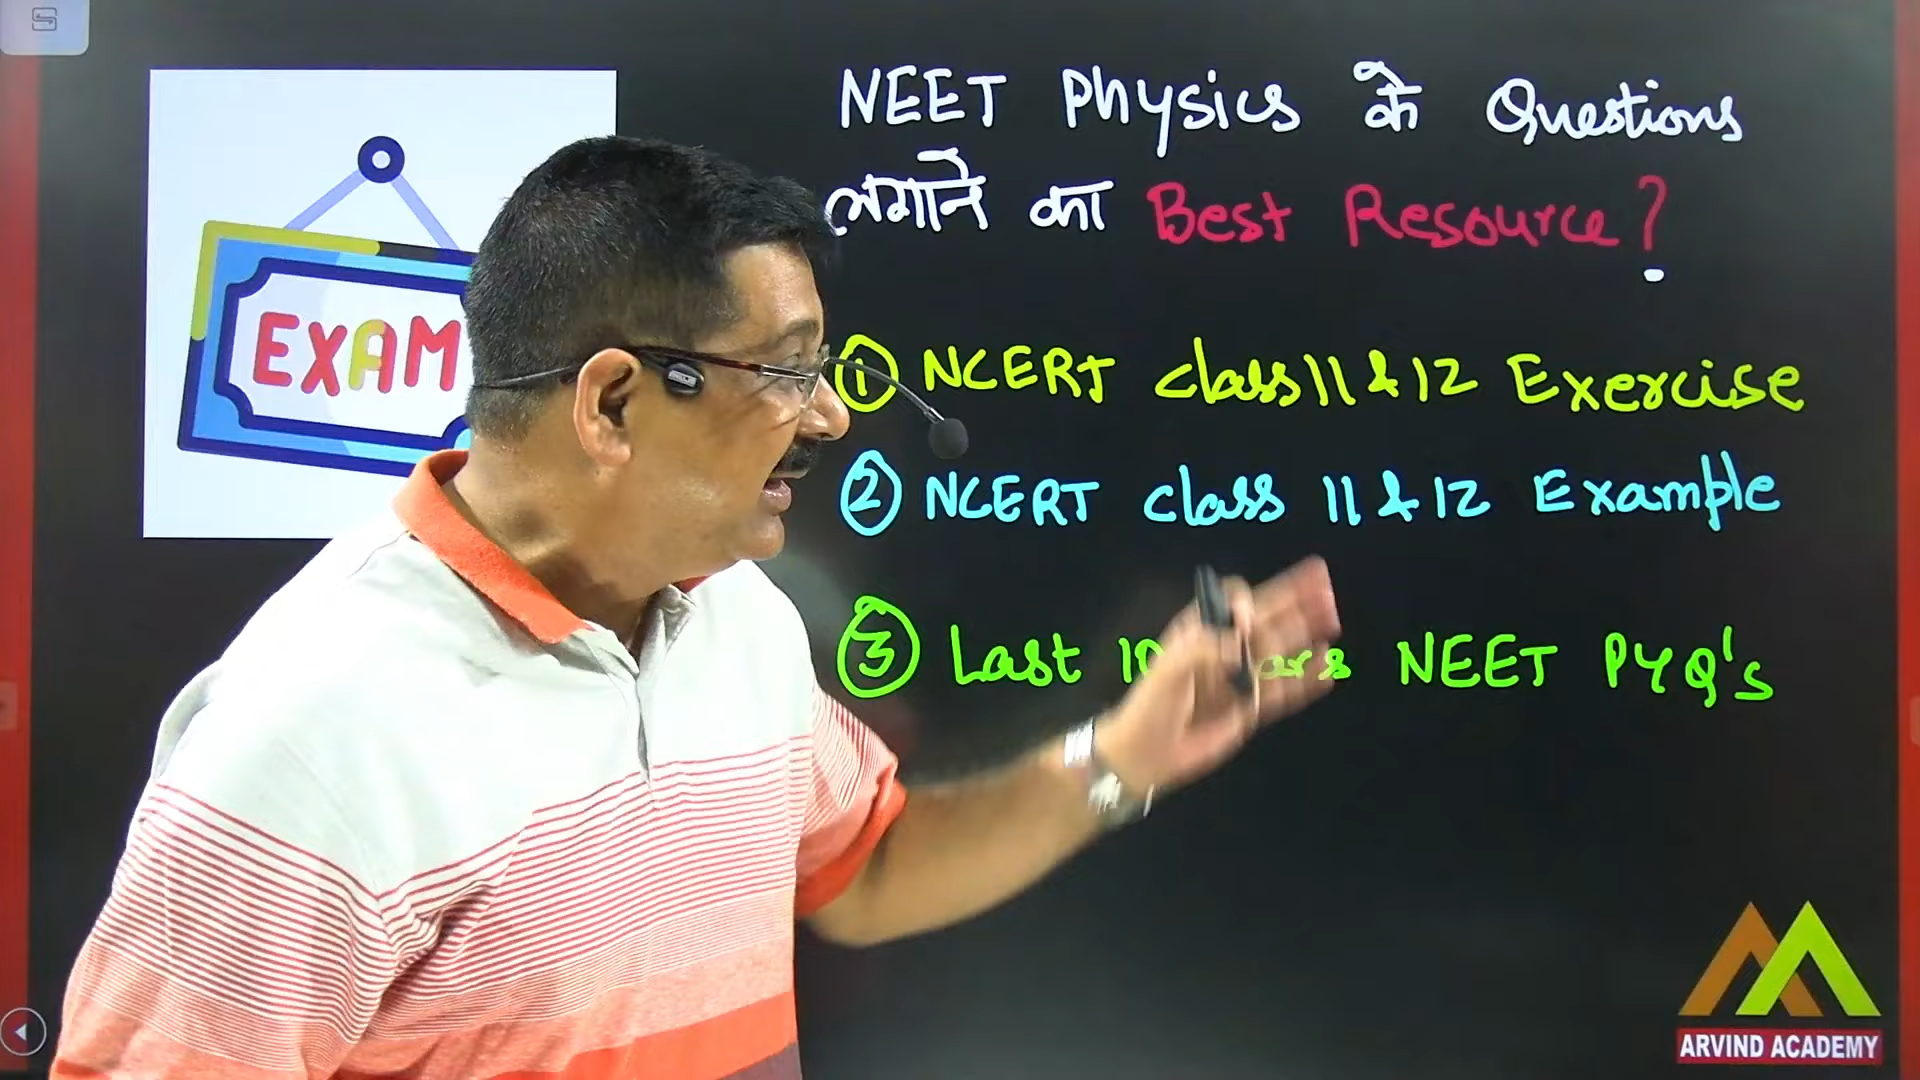 EXAM
NEET Physics के Questions
लगाने का Best Resource?
① NCERT class 11 & 12 Exercise
② NCERT class 11 & 12 Example
③ Last 10 NEET PYQ's
ARVIND ACADEMY